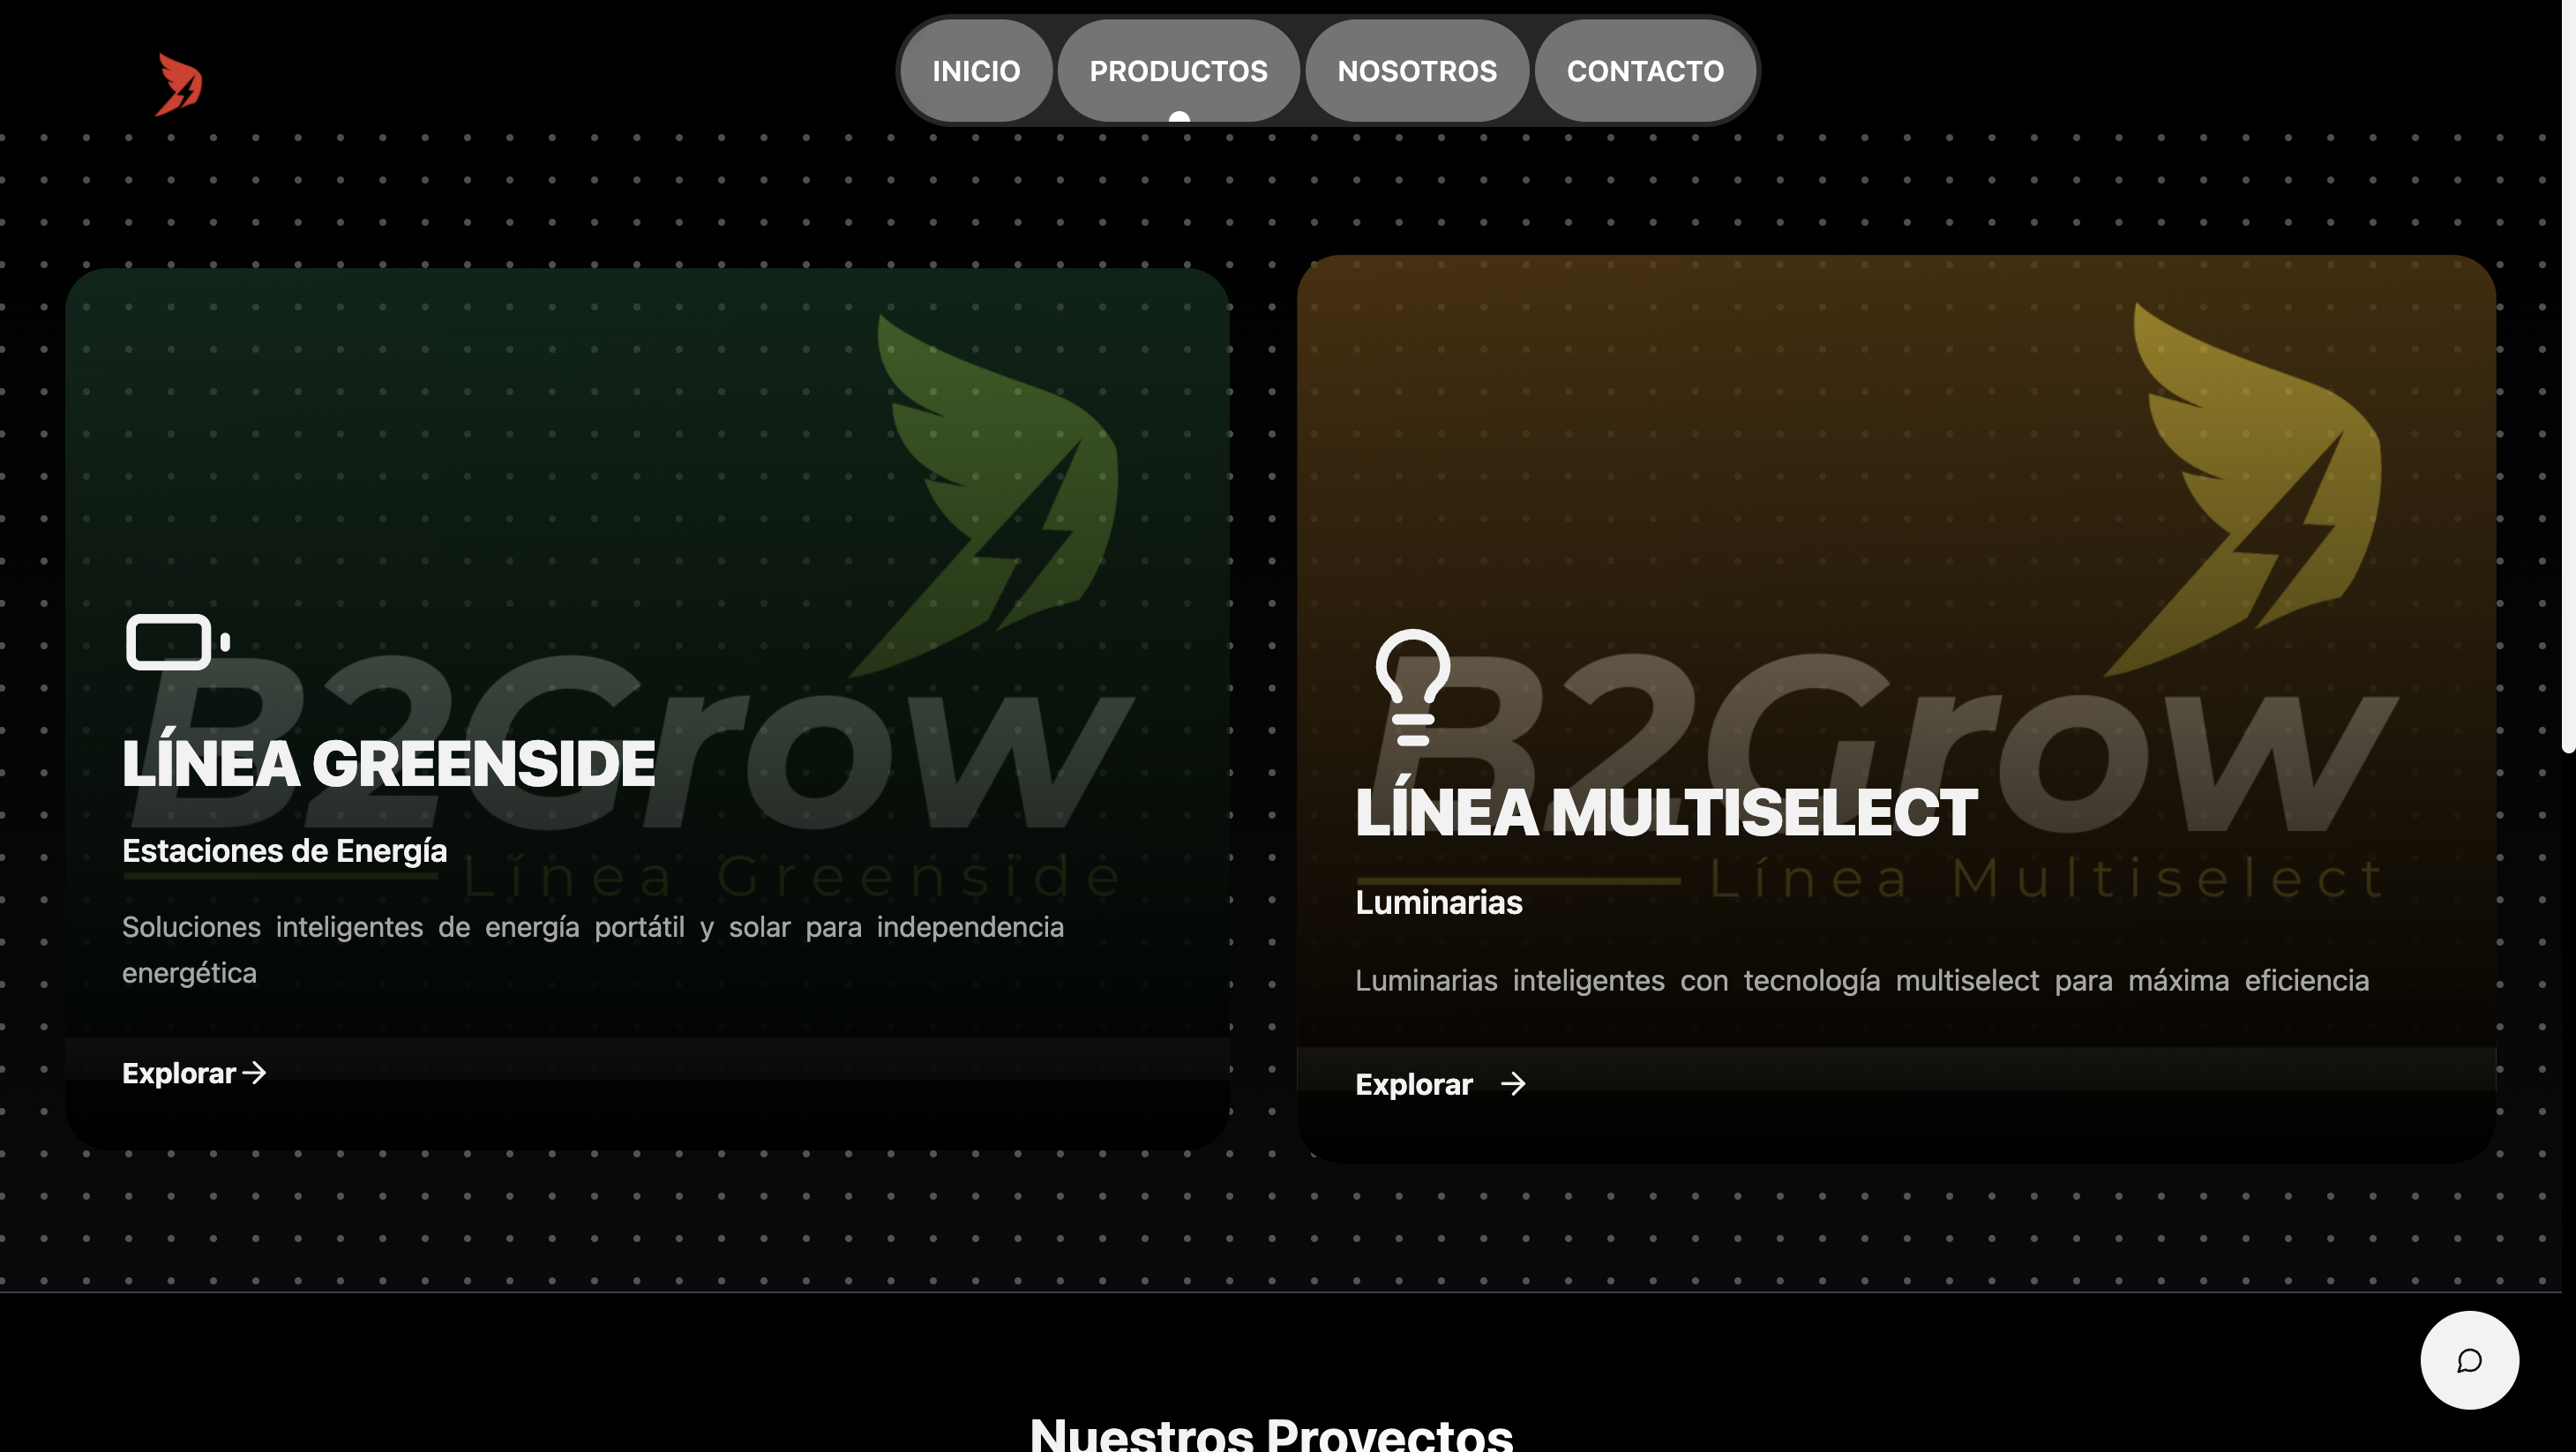 INICIO PRODUCTOS NOSOTROS CONTACTO
B2Grow
LÍNEA GREENSIDE
Estaciones de Energía
Línea Greenside
Soluciones inteligentes de energía portátil y solar para independencia
energética
Explorar
B2Grow
LÍNEA MULTISELECT
Línea Multiselect
Luminarias
Luminarias inteligentes con tecnología multiselect para máxima eficiencia
Explorar
Nuestros Proyectos